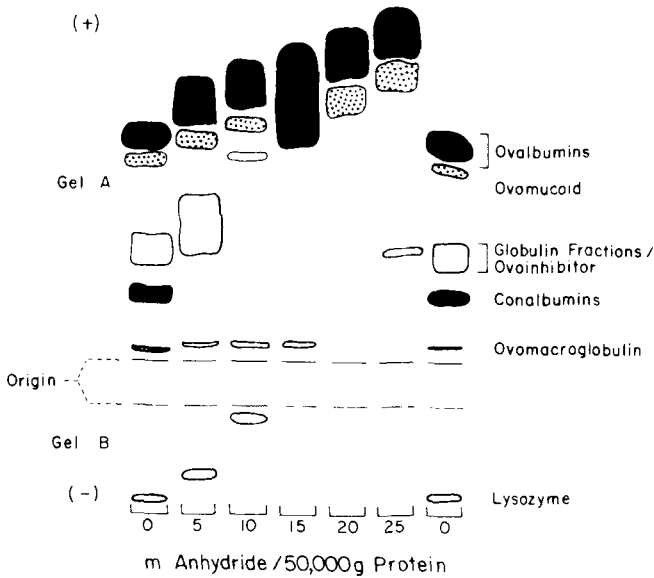 (+)
Gel A
Ovalbumins
Ovomucoid
Globulin Fractions/
Ovoinhibitor
Conalbumins
Ovomacroglobulin
Origin
Gel B
(-)
Lysozyme
0 5 10 15 20 25 0
m Anhydride/50,000g Protein